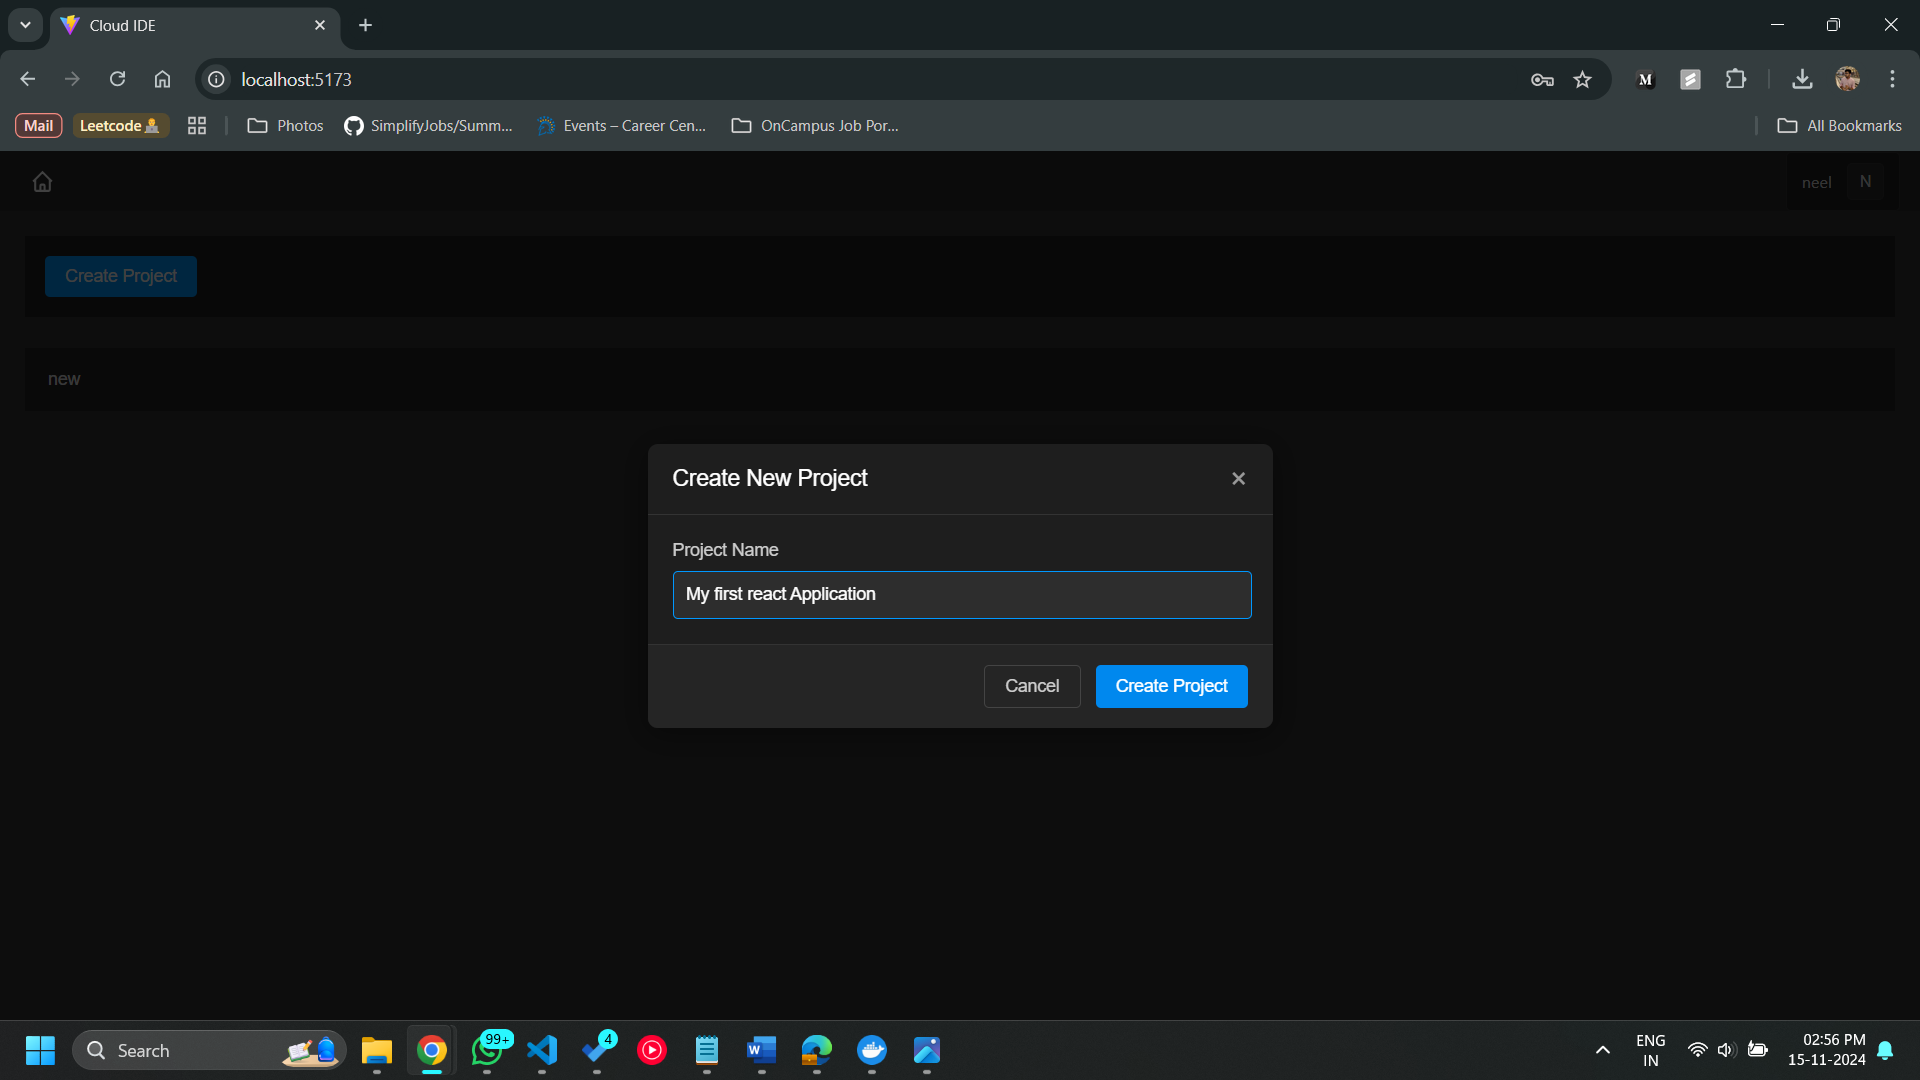 Cloud IDE
localhost:5173
M
Mail
Leetcode
Photos
SimplifyJobs/Summ...
Events – Career Cen...
OnCampus Job Por...
All Bookmarks
neel
N
Create Project
new
Create New Project
Project Name
My first react Application
Cancel
Create Project
Search
99+
4
W
ENG
IN
02:56 PM
15-11-2024